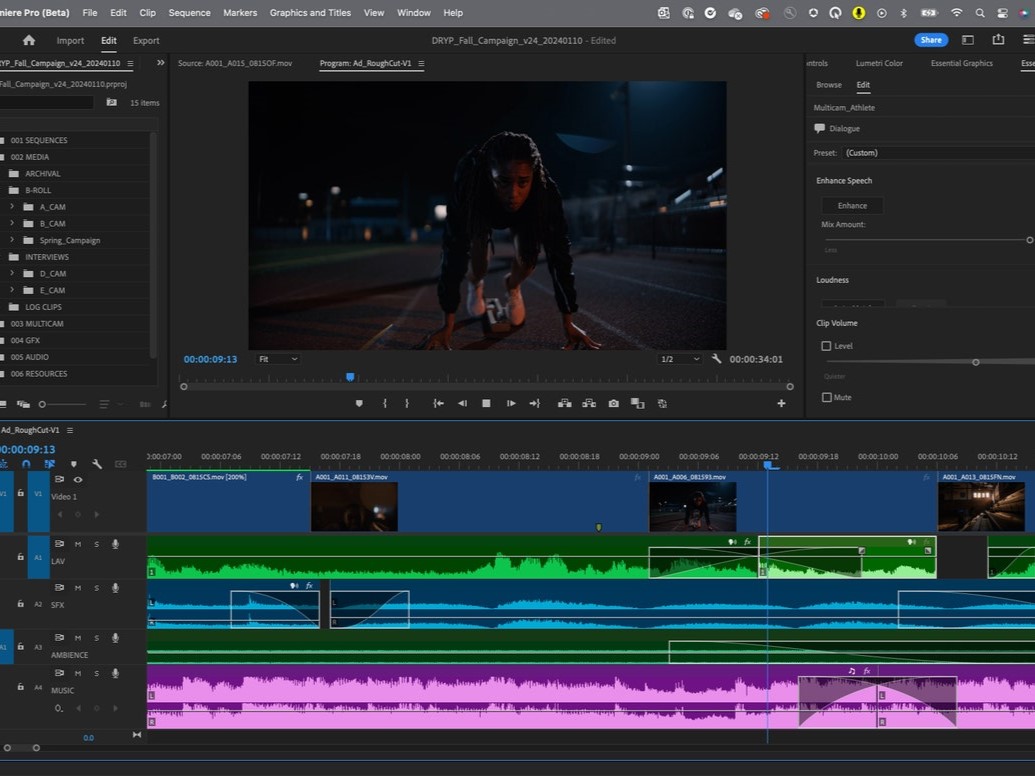 miere Pro (Beta) File Edit Clip Sequence Markers Graphics and Titles View Window Help
Import Edit Export
DRYP_Fall_Campaign_v24_20240110 - Edited
Share
RYP_Fall_Campaign_v24_20240110
Fall_Campaign_v24_20240110.prproj
15 items
001 SEQUENCES
002 MEDIA
ARCHIVAL
B-ROLL
A_CAM
B_CAM
Spring_Campaign
INTERVIEWS
D_CAM
E_CAM
LOG CLIPS
003 MULTICAM
004 GFX
005 AUDIO
006 RESOURCES
Source: A001_A015_0815OF.mov Program: Ad_RoughCut-V1
00:00:09:13 Fit 1/2 00:00:34:01
ntrols Lumetri Color Essential Graphics Esse
Browse Edit
Multicam_Athlete
Dialogue
Preset: (Custom)
Enhance Speech
Enhance
Mix Amount:
Less
Loudness
Clip Volume
Level
Quieter
Mute
Ad_RoughCut-V1
00:00:09:13
0:00:07:00 00:00:07:06 00:00:07:12 00:00:07:18 00:00:08:00 00:00:08:06 00:00:08:12 00:00:08:18 00:00:09:00 00:00:09:06 00:00:09:12 00:00:09:18 00:00:10:00 00:00:10:06 00:00:10:12
B001_B002_0815CS.mov [200%] fx A001_A011_08153V.mov fx A001_A006_081593.mov fx A001_A013_0815FN.mov
V1 V1 Video 1
A1 M S
LAV
fx fx
A2 M S
SFX
fx
L R L R
A1 A3 M S
AMBIENCE
A4 M S
MUSIC
fx
L R L R
0.0